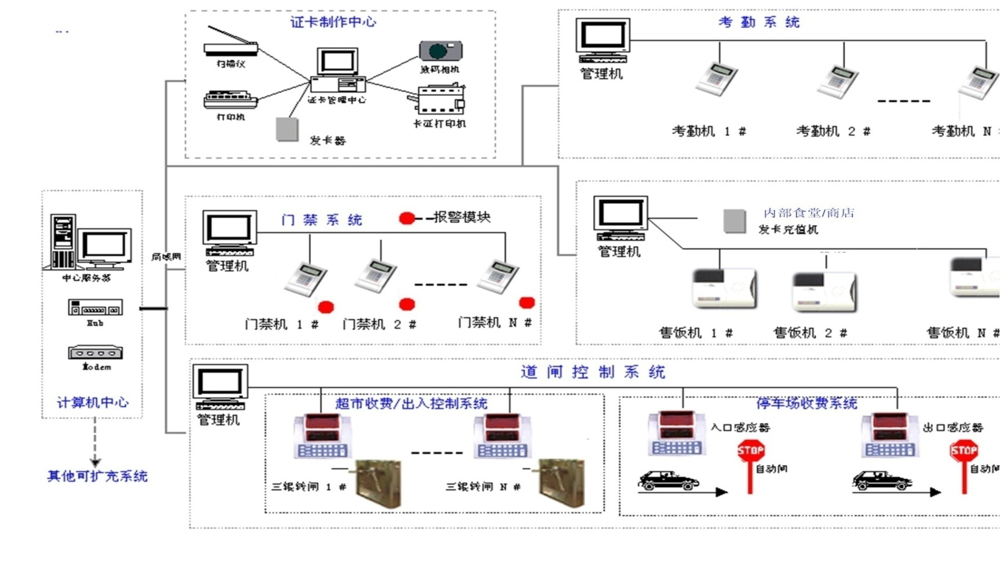 证卡制作中心
扫描仪
数码相机
证卡管理中心
打印机
卡证打印机
发卡器
考勤系统
管理机
考勤机 1 #
考勤机 2 #
考勤机 N
局域网
中心服务器
Hub
Modem
计算机中心
其他可扩充系统
门禁系统
报警模块
管理机
门禁机 1 #
门禁机 2 #
门禁机 N #
内部食堂/商店
发卡充值机
管理机
售饭机 1 #
售饭机 2 #
售饭机 N #
道闸控制系统
管理机
超市收费/出入控制系统
三辊转闸 1 #
三辊转闸 N #
停车场收费系统
入口感应器
STOP
自动闸
出口感应器
STOP
自动闸